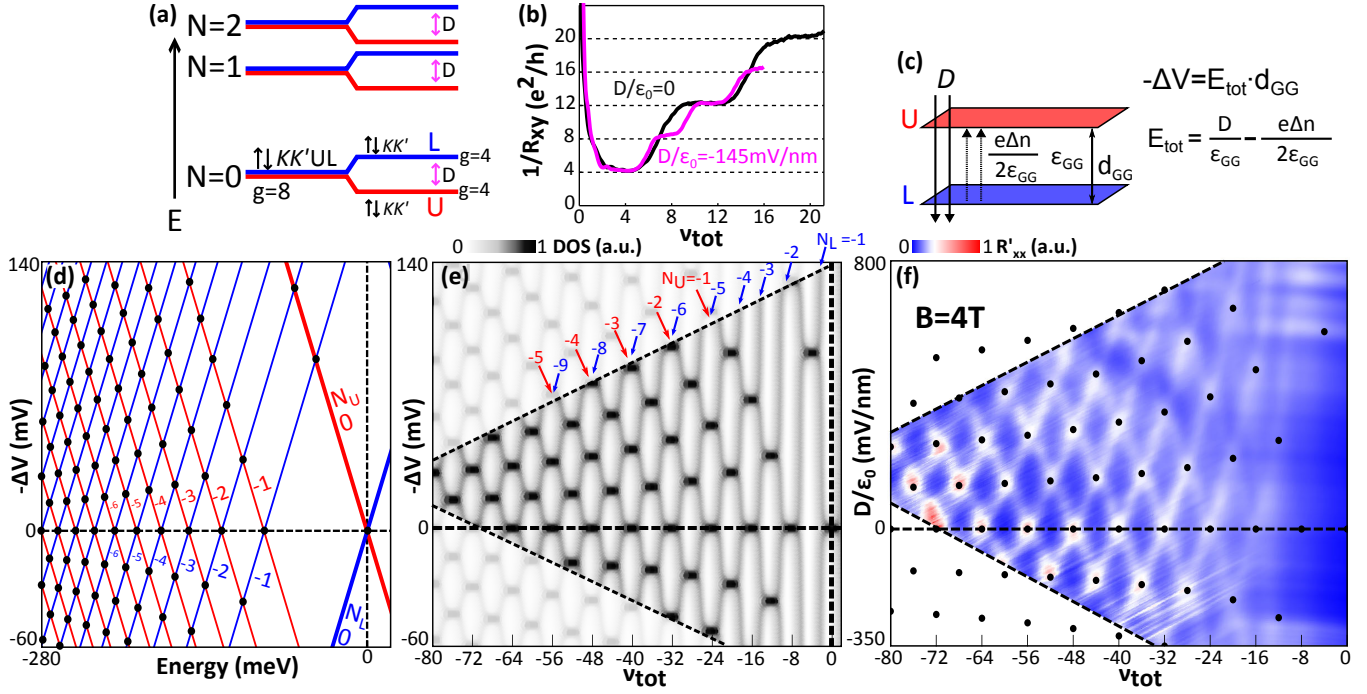 (a)
N=2
D
N=1
D
N=0
↑↓ KK'UL
g=8
↑↓KK'
L
g=4
D
g=4
↑↓KK'
U
E
(b)
1/Rxy (e²/h)
20
16
12
8
4
0
0
4
8
12
16
20
D/ε₀=0
D/ε₀=-145mV/nm
νtot
(c)
D
U
L
eΔn
2εGG
εGG
dGG
-ΔV=Etot·dGG
Etot = D/εGG - eΔn/2εGG
(d)
140
0
-60
-ΔV (mV)
NU
0
-1
-2
-3
-4
-5
-6
-6
-5
-4
-3
-2
-1
NL
0
-280
0
Energy (meV)
0 1 DOS (a.u.)
(e)
140
0
-60
-ΔV (mV)
NL=-1
-2
-3
-4
-5
-6
-7
-8
-9
NU=-1
-2
-3
-4
-5
-80 -72 -64 -56 -48 -40 -32 -24 -16 -8 0
νtot
0 1 R'xx (a.u.)
(f)
B=4T
800
0
-350
D/ε₀ (mV/nm)
-80 -72 -64 -56 -48 -40 -32 -24 -16 -8 0
νtot